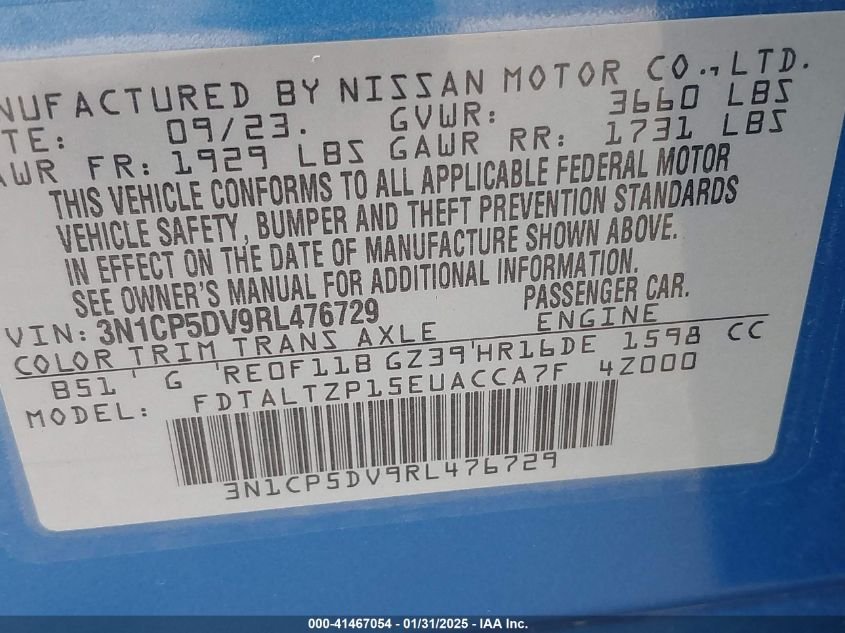 NUFACTURED BY NISSAN MOTOR CO., LTD.
TE: 09/23. GVWR: 3660 LBS
AWR FR: 1929 LBS GAWR RR: 1731 LBS
THIS VEHICLE CONFORMS TO ALL APPLICABLE FEDERAL MOTOR
VEHICLE SAFETY, BUMPER AND THEFT PREVENTION STANDARDS
IN EFFECT ON THE DATE OF MANUFACTURE SHOWN ABOVE.
SEE OWNER'S MANUAL FOR ADDITIONAL INFORMATION.
VIN: 3N1CP5DV9RL476729 PASSENGER CAR.
COLOR TRIM TRANS AXLE ENGINE
B51 ' G 'RE0F11B GZ39'HR16DE 1598 CC
MODEL: FDTALTZP15EUACCA7F 4Z000
3N1CP5DV9RL476729
000-41467054 - 01/31/2025 - IAA Inc.